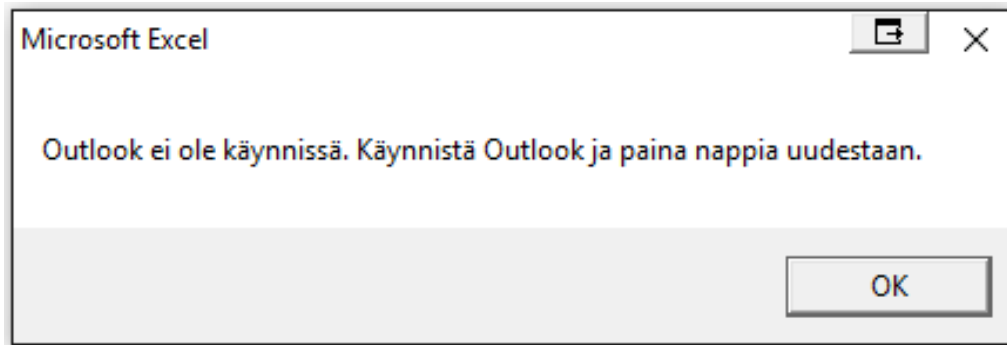 Microsoft Excel
Outlook ei ole käynnissä. Käynnistä Outlook ja paina nappia uudestaan.
OK